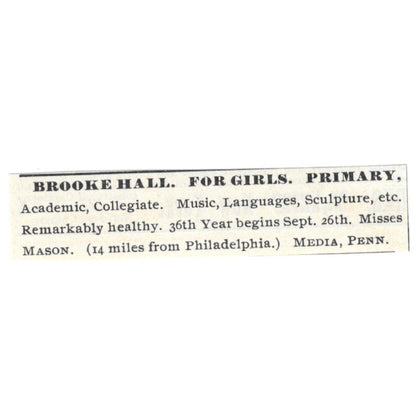 BROOKE HALL. FOR GIRLS. PRIMARY,
Academic, Collegiate. Music, Languages, Sculpture, etc.
Remarkably healthy. 36th Year begins Sept. 26th. Misses
MASON. (14 miles from Philadelphia.) MEDIA, PENN.